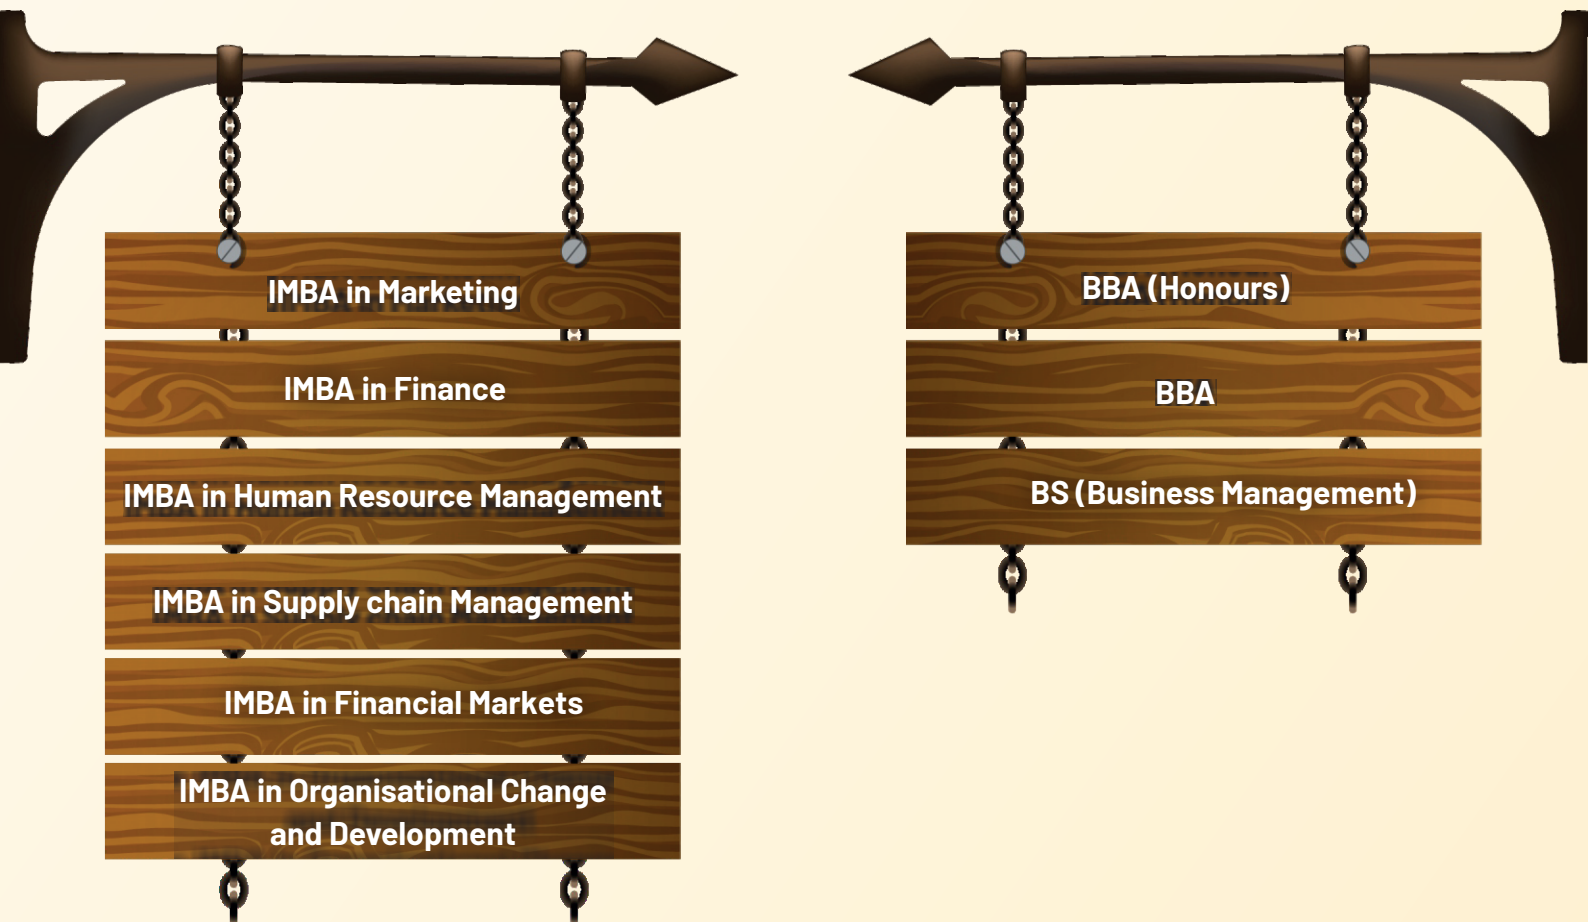 IMBA in Marketing
IMBA in Finance
IMBA in Human Resource Management
IMBA in Supply chain Management
IMBA in Financial Markets
IMBA in Organisational Change
and Development
BBA (Honours)
BBA
BS (Business Management)